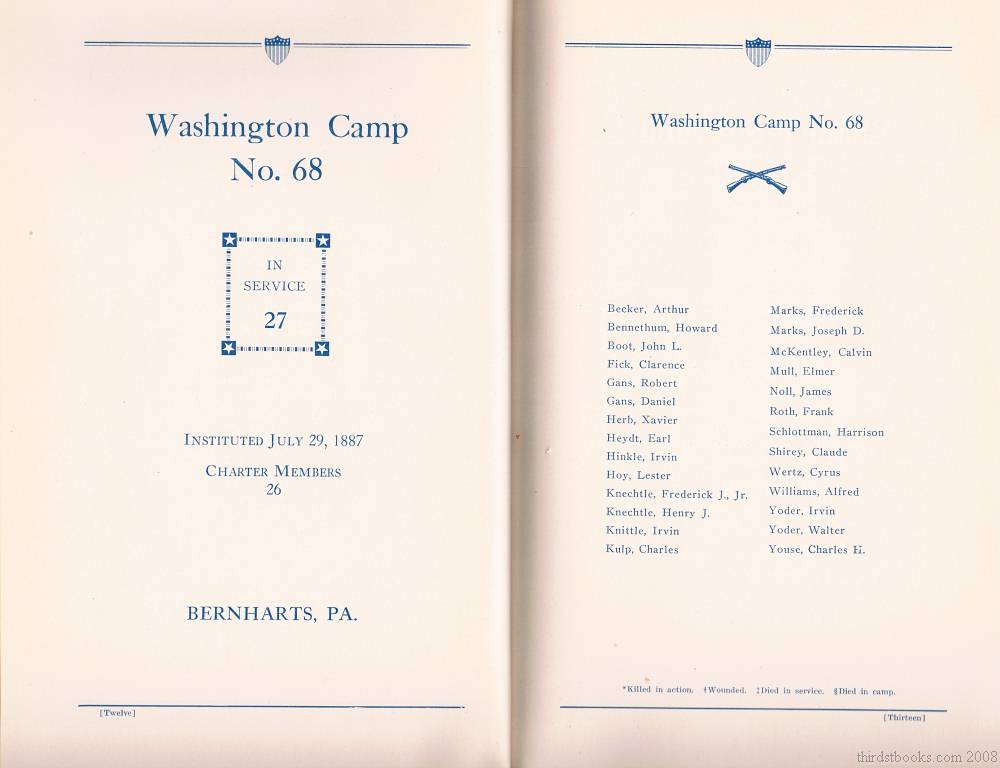 Washington Camp
No. 68
IN
SERVICE
27
INSTITUTED JULY 29, 1887
CHARTER MEMBERS
26
BERNHARTS, PA.
[Twelve]
Washington Camp No. 68
Becker, Arthur
Bennethum, Howard
Boot, John L.
Fick, Clarence
Gans, Robert
Gans, Daniel
Herb, Xavier
Heydt, Earl
Hinkle, Irvin
Hoy, Lester
Knechtle, Frederick J., Jr.
Knechtle, Henry J.
Knittle, Irvin
Kulp, Charles
Marks, Frederick
Marks, Joseph D.
McKentley, Calvin
Mull, Elmer
Noll, James
Roth, Frank
Schlottman, Harrison
Shirey, Claude
Wertz, Cyrus
Williams, Alfred
Yoder, Irvin
Yoder, Walter
Youse, Charles H.
*Killed in action. †Wounded. ‡Died in service. §Died in camp.
[Thirteen]
thirdstbooks.com 2008